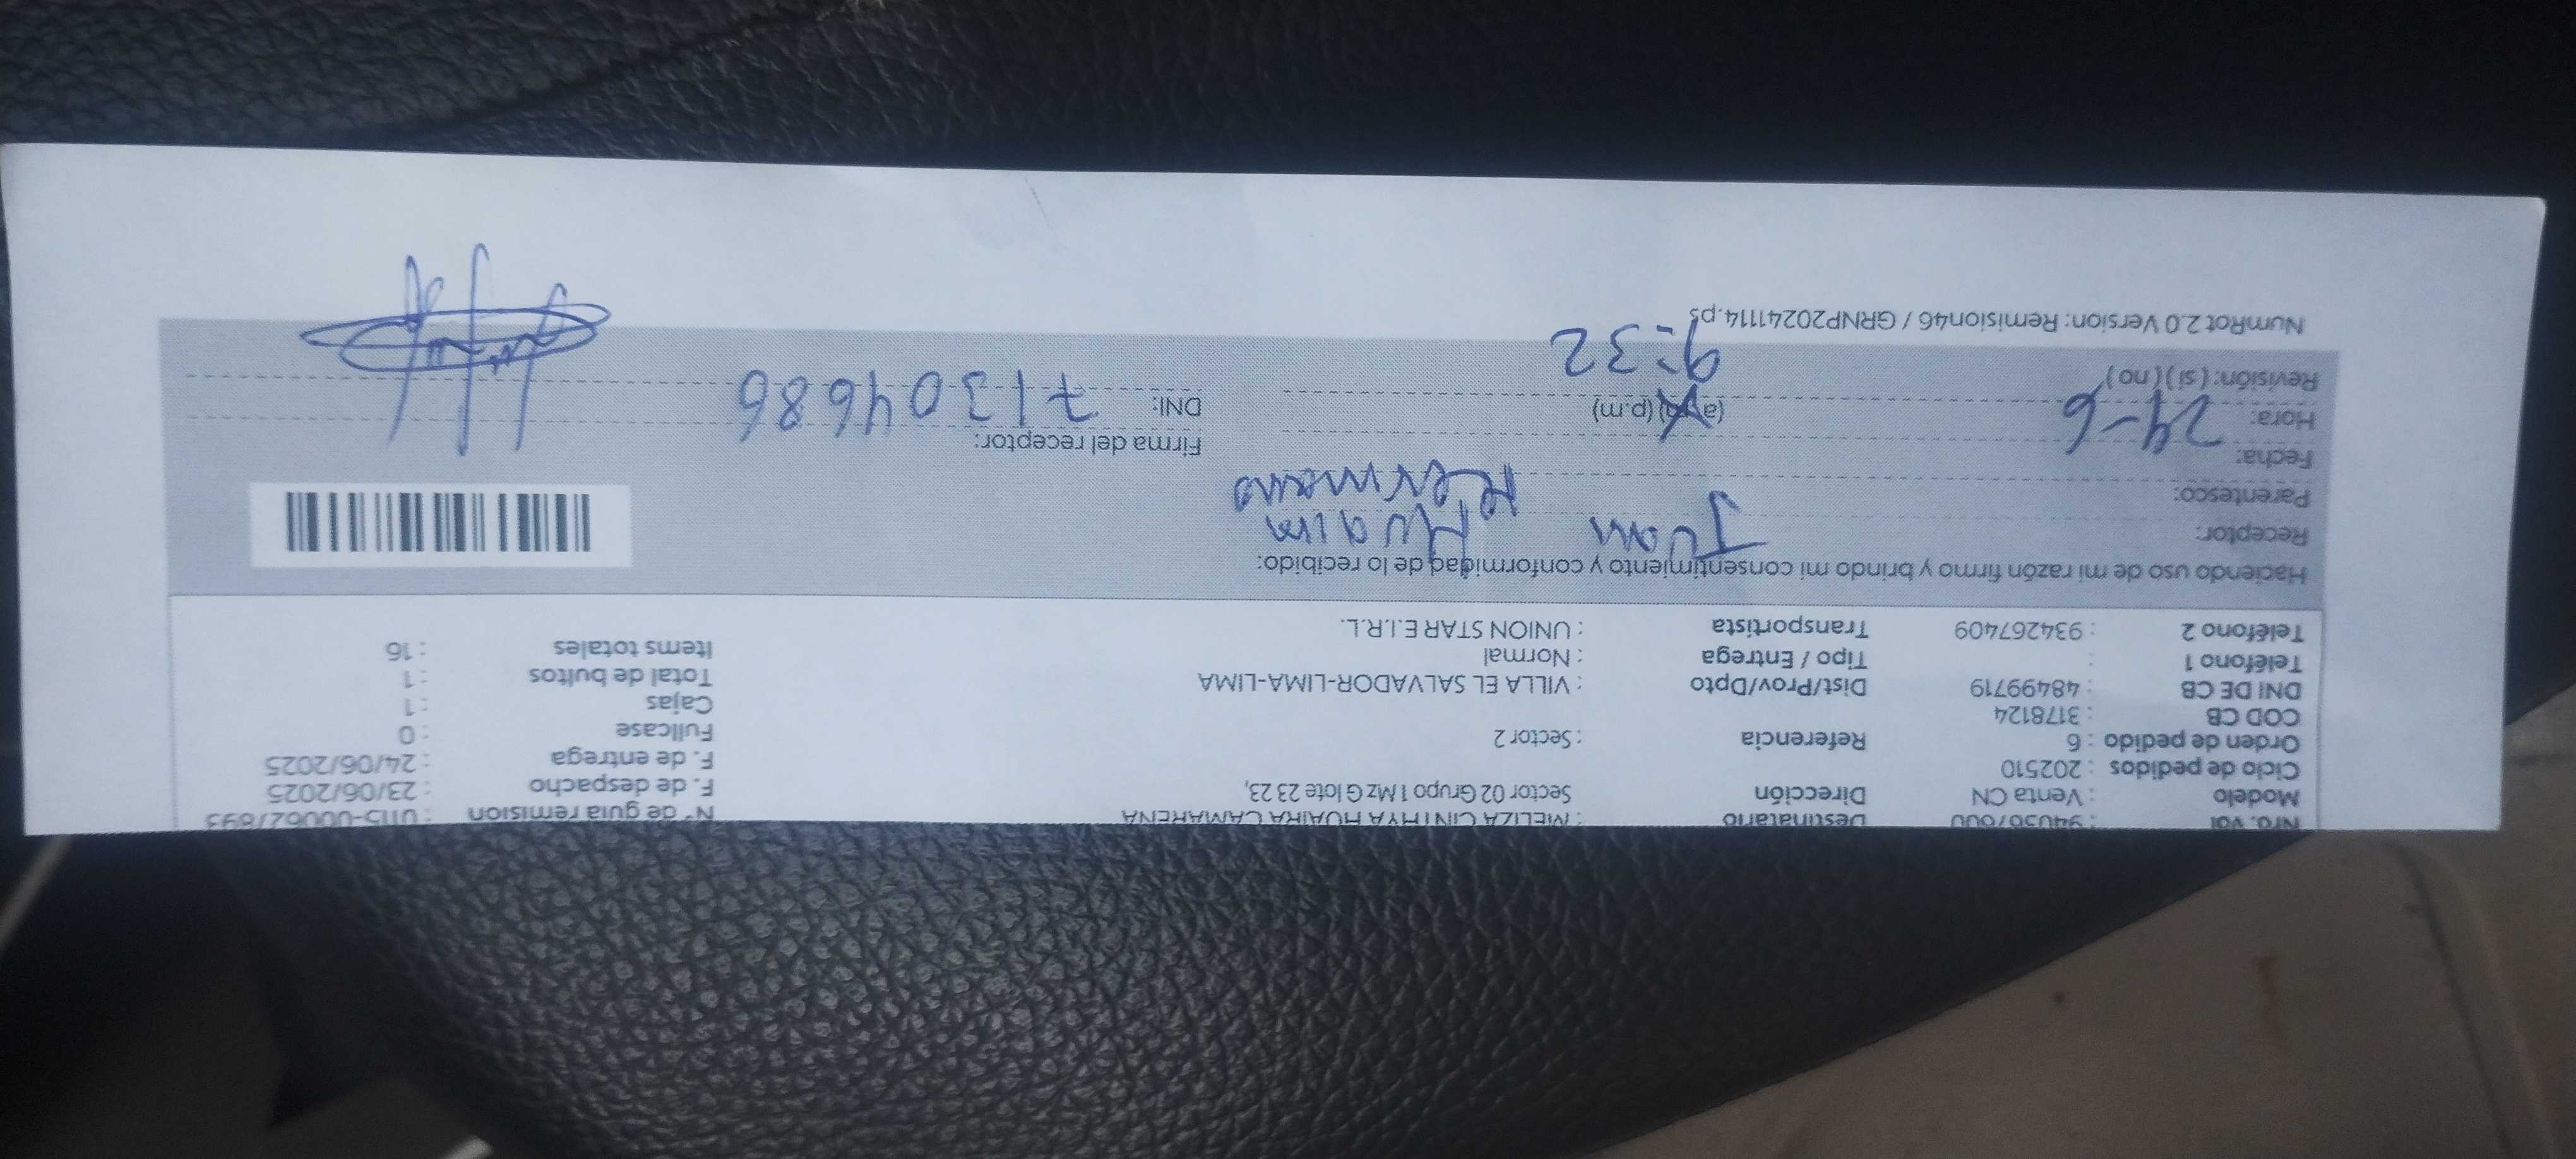 Nro. Vol : 940367600 Destinatario : MELIZA CINTHYA HUAIRA CAMARENA N° de guía remisión : 0115-000627893
Modelo : Venta CN Dirección Sector 02 Grupo 1 Mz G lote 23 23, F. de despacho : 23/06/2025
Ciclo de pedidos : 202510 F. de entrega : 24/06/2025
Orden de pedido : 6 Referencia : Sector 2 Fullcase : 0
COD CB : 3178124 Cajas : 1
DNI DE CB : 48499719 Dist/Prov/Dpto : VILLA EL SALVADOR-LIMA-LIMA Total de bultos : 1
Teléfono 1 : Tipo / Entrega : Normal Items totales : 16
Teléfono 2 : 934267409 Transportista : UNION STAR E.I.R.L.
Haciendo uso de mi razón firmo y brindo mi consentimiento y conformidad de lo recibido:
Receptor: Juan
Parentesco: Hermano
Fecha: 24-6 Firma del receptor:
Hora: (p.m) DNI: 71304686
Revisión: (si) (no) 9:32
NumRot 2.0 Version: Remision46 / GRNP20241114.p5